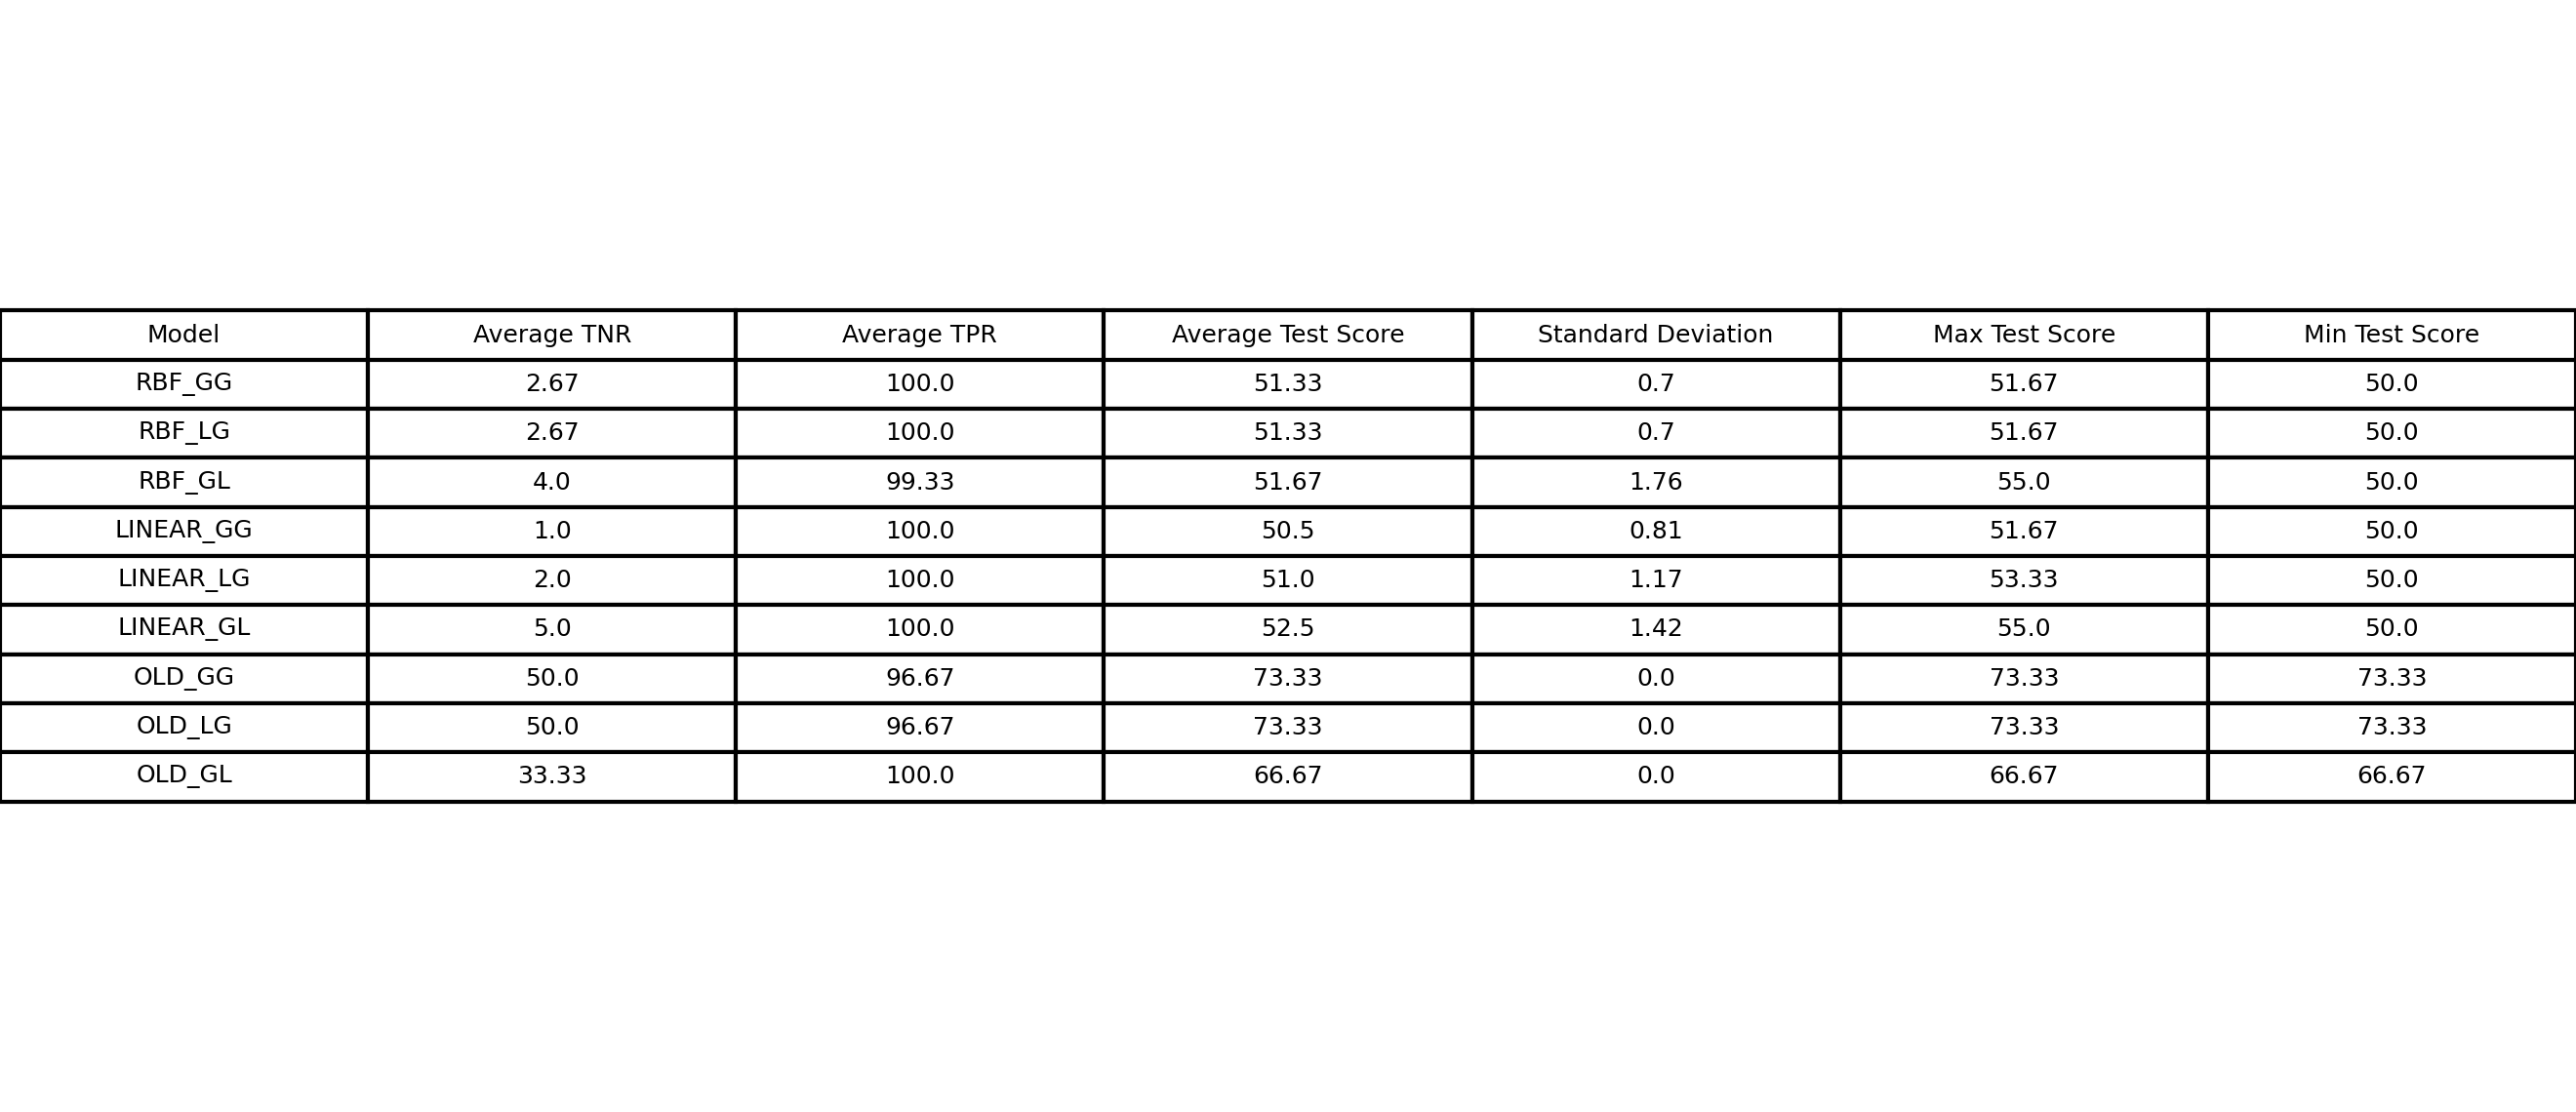 Model Average TNR Average TPR Average Test Score Standard Deviation Max Test Score Min Test Score
RBF_GG 2.67 100.0 51.33 0.7 51.67 50.0
RBF_LG 2.67 100.0 51.33 0.7 51.67 50.0
RBF_GL 4.0 99.33 51.67 1.76 55.0 50.0
LINEAR_GG 1.0 100.0 50.5 0.81 51.67 50.0
LINEAR_LG 2.0 100.0 51.0 1.17 53.33 50.0
LINEAR_GL 5.0 100.0 52.5 1.42 55.0 50.0
OLD_GG 50.0 96.67 73.33 0.0 73.33 73.33
OLD_LG 50.0 96.67 73.33 0.0 73.33 73.33
OLD_GL 33.33 100.0 66.67 0.0 66.67 66.67